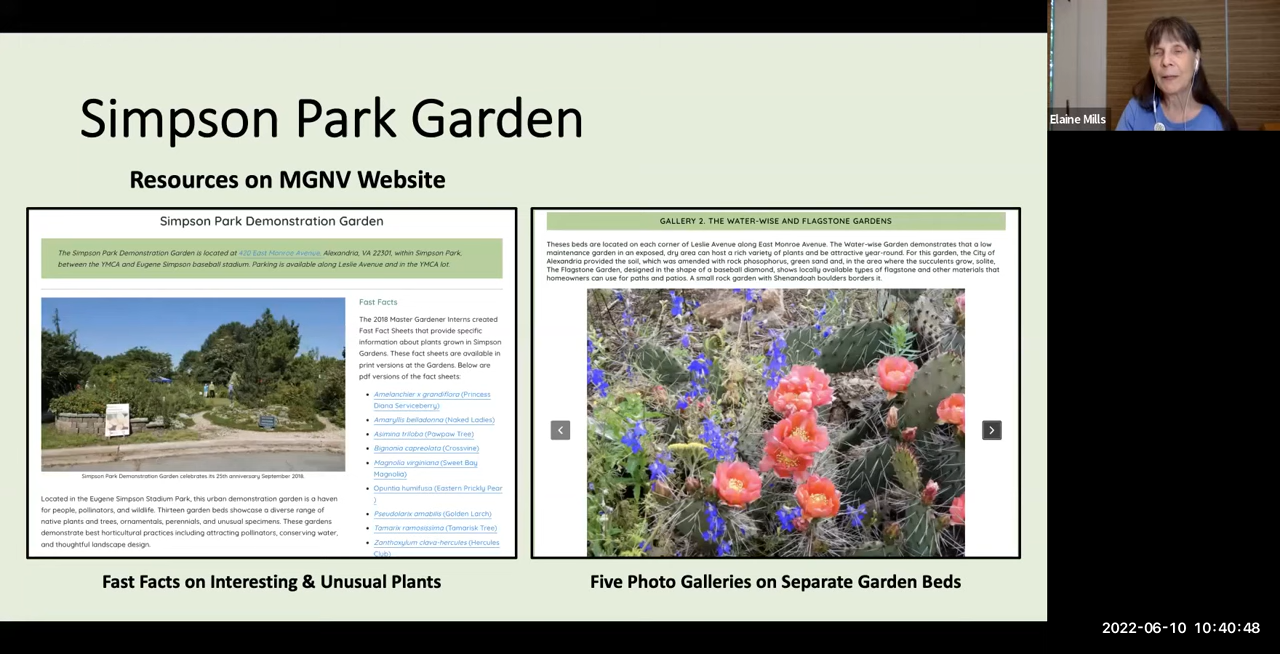 Simpson Park Garden
Elaine Mills
Resources on MGNV Website
Simpson Park Demonstration Garden
The Simpson Park Demonstration Garden is located at 420 East Monroe Avenue, Alexandria, VA 22301, within Simpson Park,
between the YMCA and Eugene Simpson baseball stadium. Parking is available along Leslie Avenue and in the YMCA lot.
Simpson Park Demonstration Garden celebrates its 25th anniversary September 2018.
Located in the Eugene Simpson Stadium Park, this urban demonstration garden is a haven
for people, pollinators, and wildlife. Thirteen garden beds showcase a diverse range of
native plants and trees, ornamentals, perennials, and unusual specimens. These gardens
demonstrate best horticultural practices including attracting pollinators, conserving water,
and thoughtful landscape design.
Fast Facts
The 2018 Master Gardener Interns created
Fast Fact Sheets that provide specific
information about plants grown in Simpson
Gardens. These fact sheets are available in
print versions at the Gardens. Below are
pdf versions of the fact sheets:
Amelanchier x grandiflora (Princess
Diana Serviceberry)
Amaryllis belladonna (Naked Ladies)
Asimina triloba (Pawpaw Tree)
Bignonia capreolata (Crossvine)
Magnolia virginiana (Sweet Bay
Magnolia)
Opuntia humifusa (Eastern Prickly Pear
)
Pseudolarix amabilis (Golden Larch)
Tamarix ramosissima (Tamarisk Tree)
Zanthoxylum clava-hercules (Hercules
Club)
GALLERY 2. THE WATER-WISE AND FLAGSTONE GARDENS
Theses beds are located on each corner of Leslie Avenue along East Monroe Avenue. The Water-wise Garden demonstrates that a low
maintenance garden in an exposed, dry area can host a rich variety of plants and be attractive year-round. For this garden, the City of
Alexandria provided the soil, which was amended with rock phosophorus, green sand and, in the area where the succulents grow, solite,
The Flagstone Garden, designed in the shape of a baseball diamond, shows locally available types of flagstone and other materials that
homeowners can use for paths and patios. A small rock garden with Shenandoah boulders borders it.
Fast Facts on Interesting & Unusual Plants
Five Photo Galleries on Separate Garden Beds
2022-06-10 10:40:48